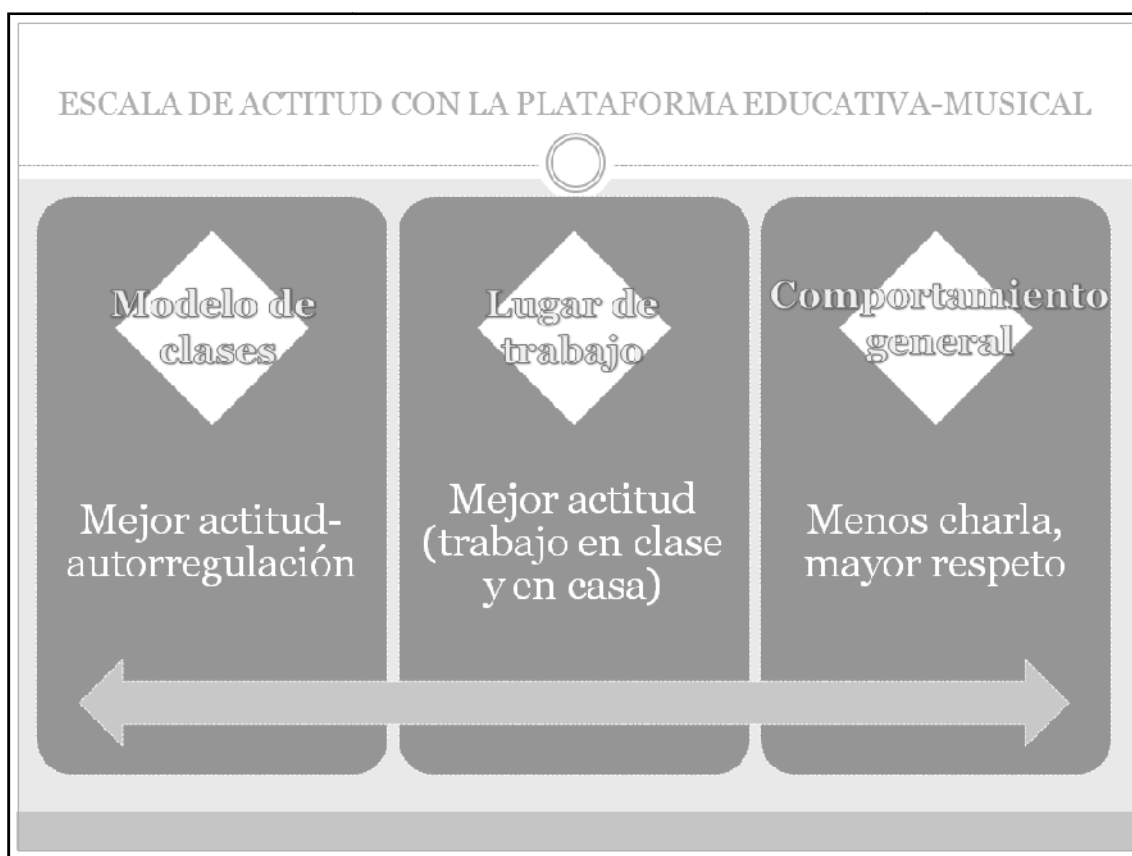 ESCALA DE ACTITUD CON LA PLATAFORMA EDUCATIVA-MUSICAL
Modelo de
clases
Mejor actitud-
autorregulación
Lugar de
trabajo
Mejor actitud
(trabajo en clase
y en casa)
Comportamiento
general
Menos charla,
mayor respeto